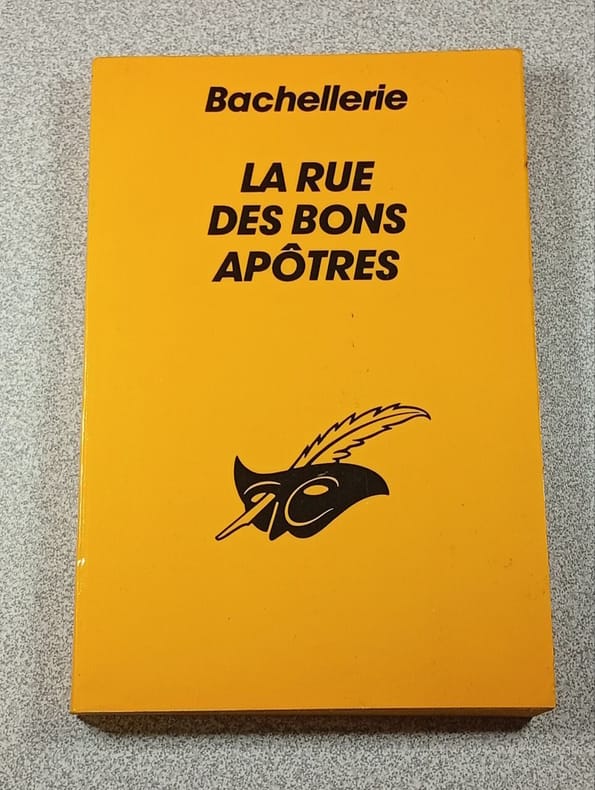 Bachellerie
LA RUE
DES BONS
APÔTRES